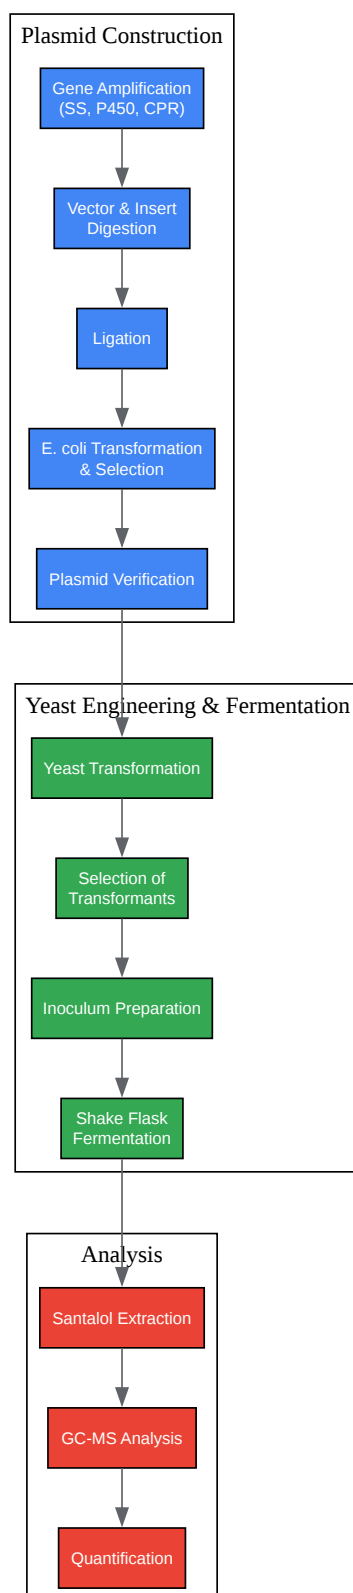 Plasmid Construction
Gene Amplification
(SS, P450, CPR)
Vector & Insert
Digestion
Ligation
E. coli Transformation
& Selection
Plasmid Verification
Yeast Engineering & Fermentation
Yeast Transformation
Selection of
Transformants
Inoculum Preparation
Shake Flask
Fermentation
Analysis
Santalol Extraction
GC-MS Analysis
Quantification